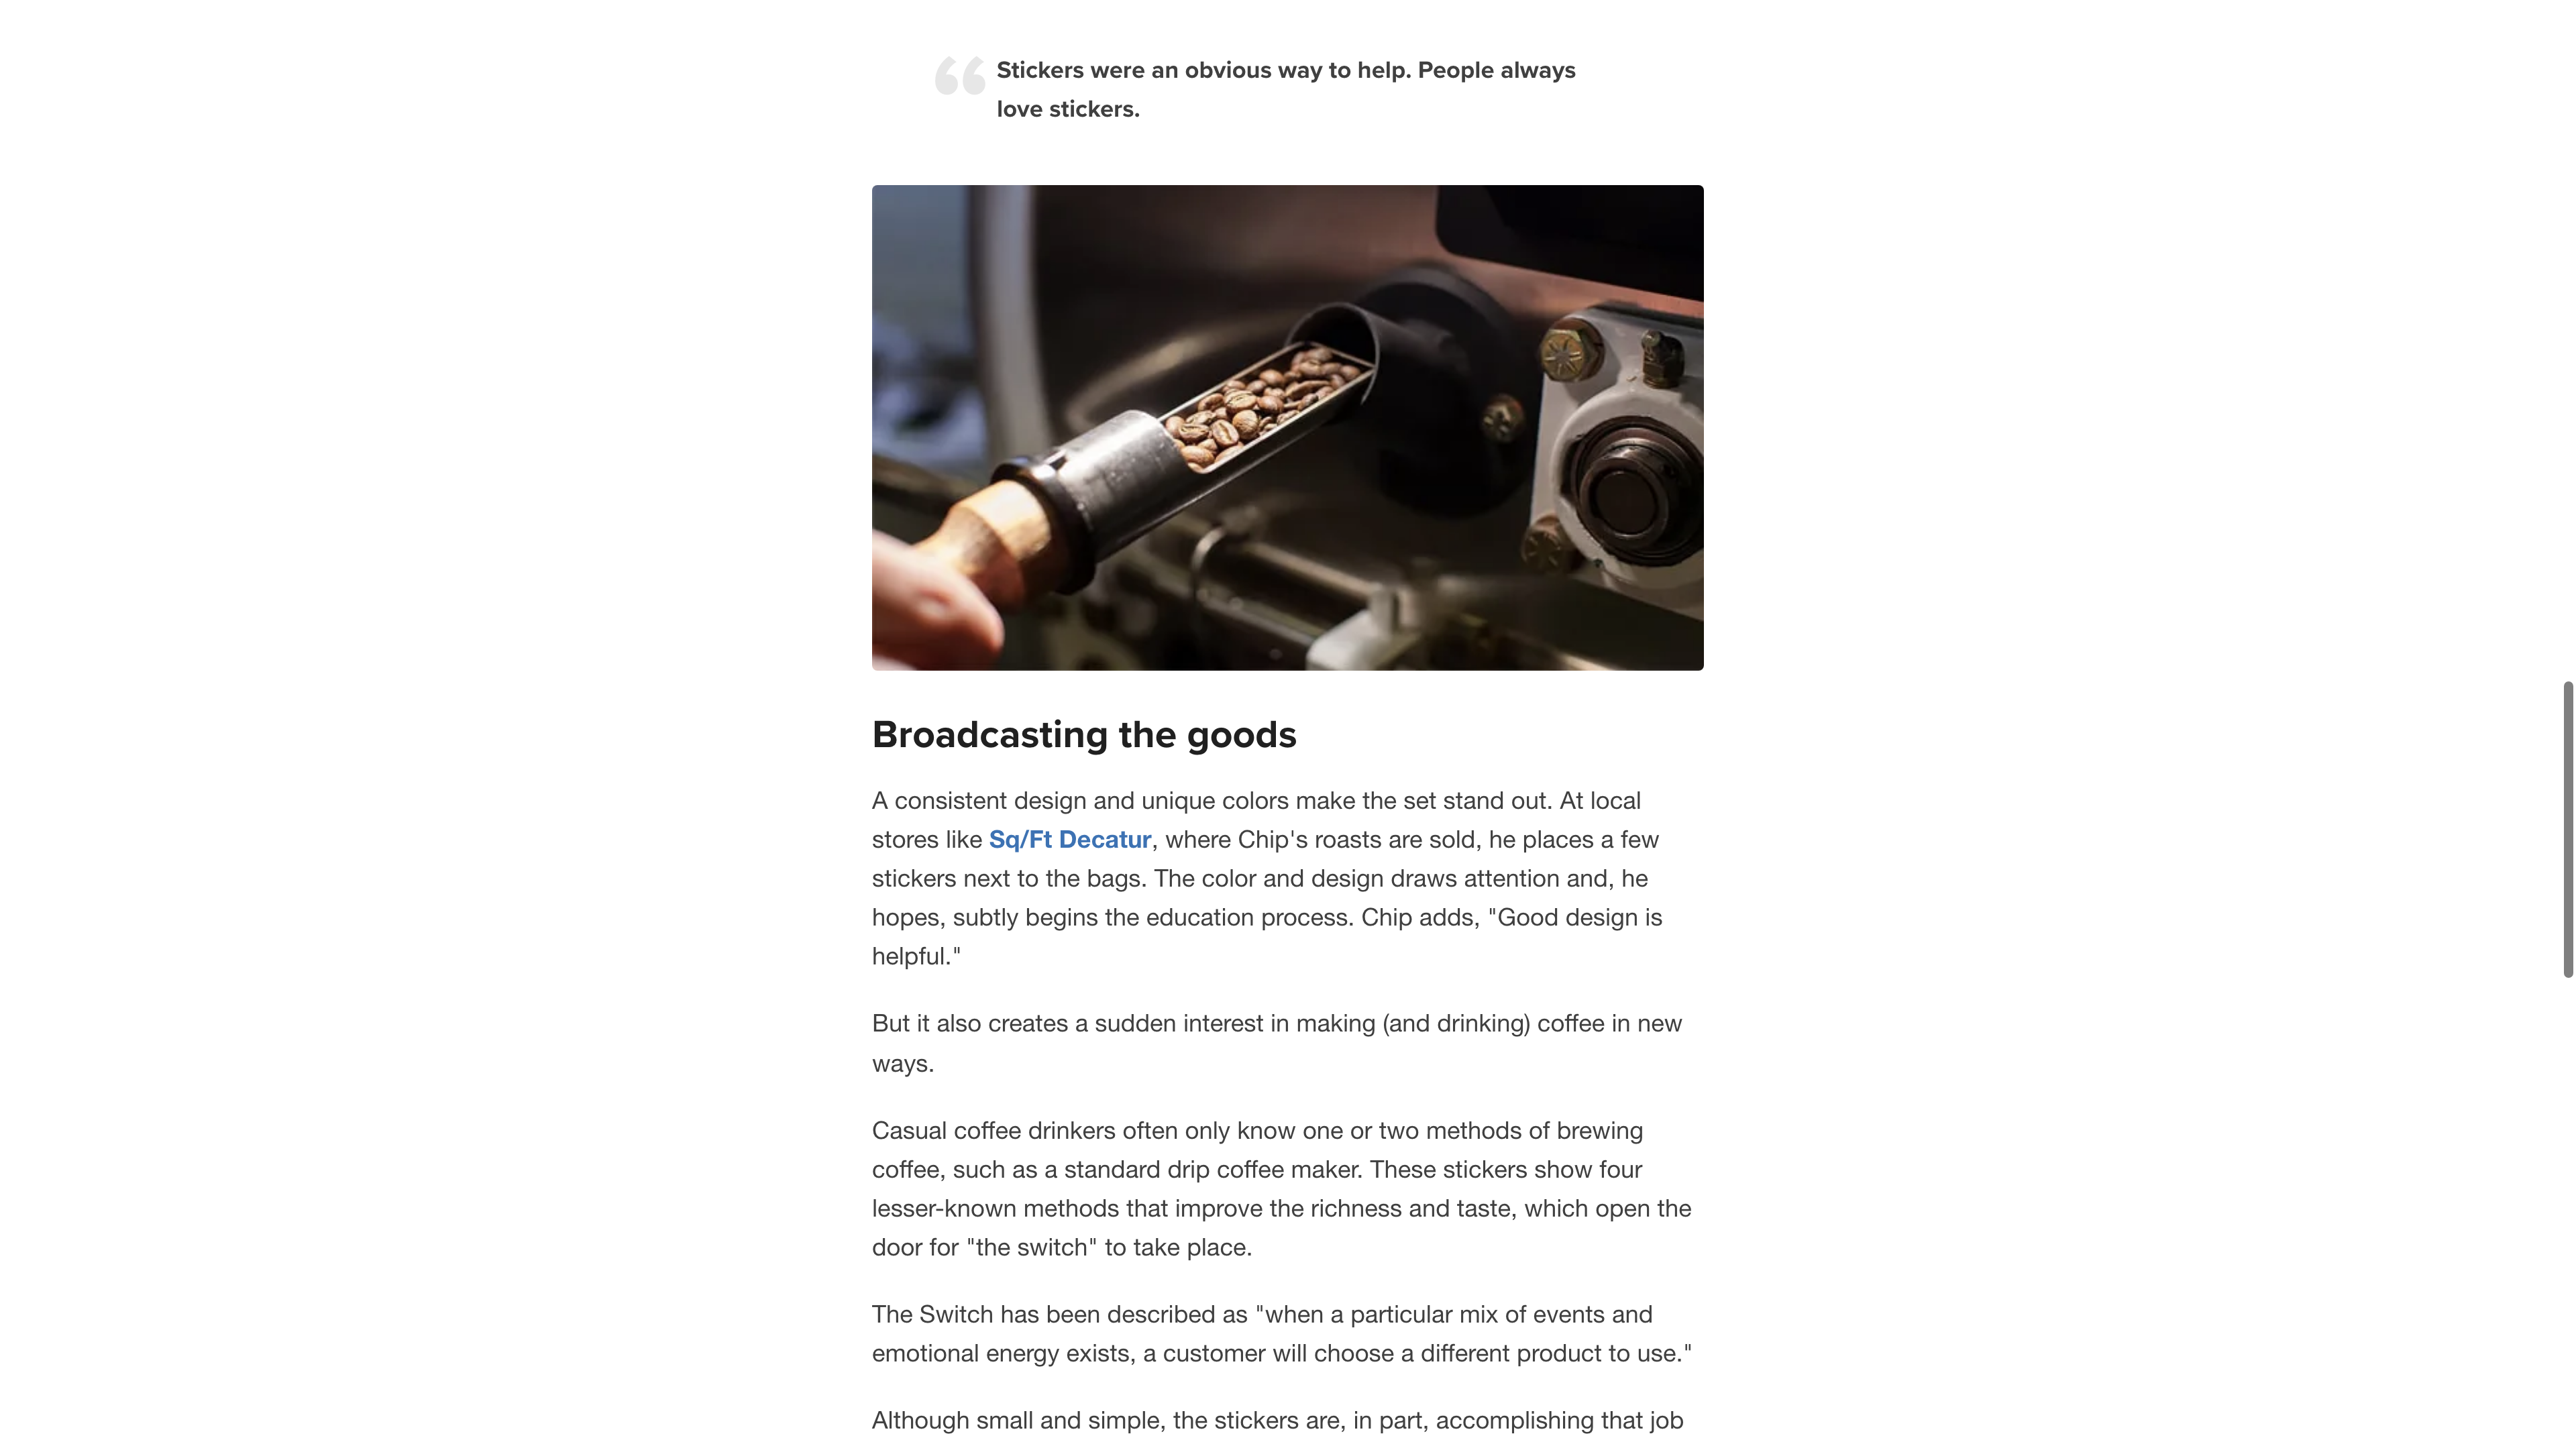 Stickers were an obvious way to help. People always
love stickers.
Broadcasting the goods
A consistent design and unique colors make the set stand out. At local
stores like Sq/Ft Decatur, where Chip's roasts are sold, he places a few
stickers next to the bags. The color and design draws attention and, he
hopes, subtly begins the education process. Chip adds, "Good design is
helpful."
But it also creates a sudden interest in making (and drinking) coffee in new
ways.
Casual coffee drinkers often only know one or two methods of brewing
coffee, such as a standard drip coffee maker. These stickers show four
lesser-known methods that improve the richness and taste, which open the
door for "the switch" to take place.
The Switch has been described as "when a particular mix of events and
emotional energy exists, a customer will choose a different product to use."
Although small and simple, the stickers are, in part, accomplishing that job